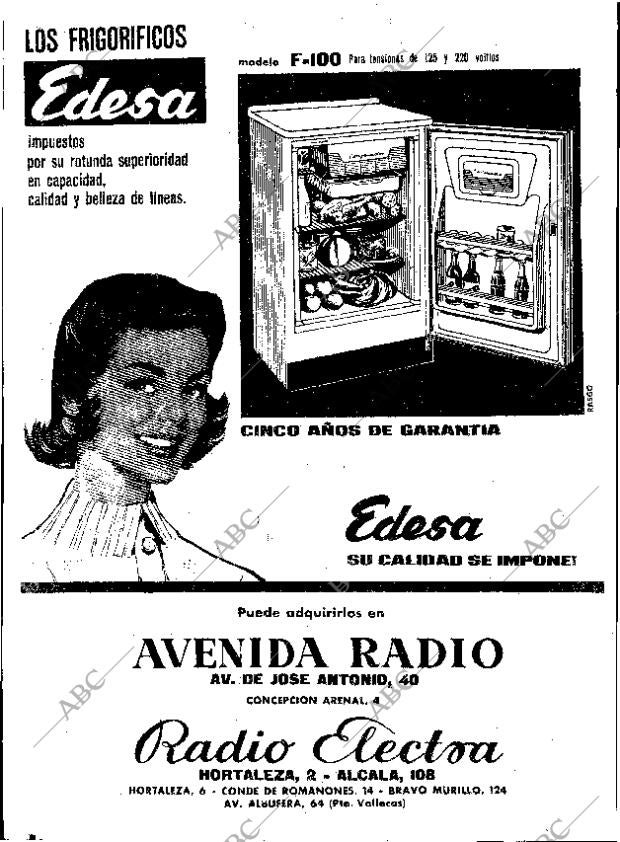 LOS FRIGORIFICOS
Edesa
impuestos
por su rotunda superioridad
en capacidad,
calidad y belleza de líneas.
modelo F-100 Para tensiones de 125 y 220 voltios
RASGO
CINCO AÑOS DE GARANTIA
Edesa
SU CALIDAD SE IMPONE!
Puede adquirirlos en
AVENIDA RADIO
AV. DE JOSE ANTONIO, 40
CONCEPCION ARENAL, 4
Radio Electra
HORTALEZA, 2 - ALCALA, 108
HORTALEZA, 6 - CONDE DE ROMANONES, 14 - BRAVO MURILLO, 124
AV. ALBUFERA, 64 (Pte. Vallecas)